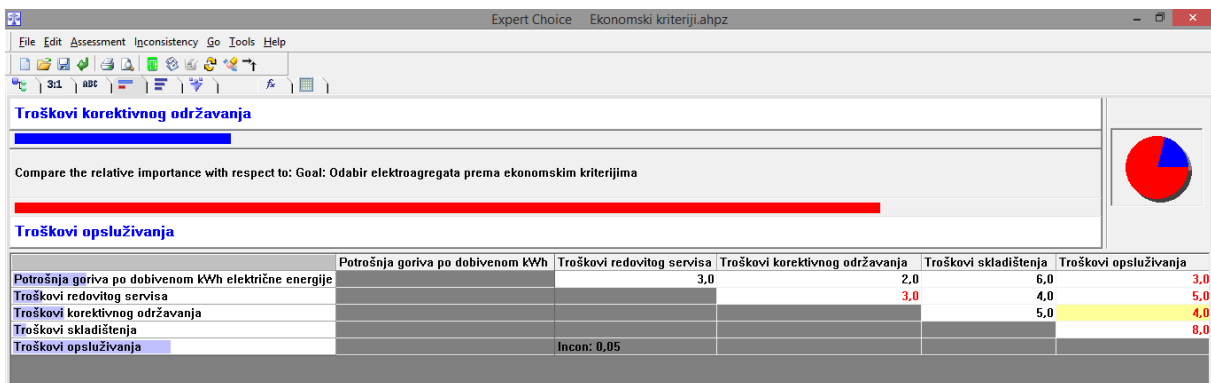 Expert Choice Ekonomski kriteriji.ahpz
File Edit Assessment Inconsistency Go Tools Help
3:1 ABC fx
Troškovi korektivnog održavanja
Compare the relative importance with respect to: Goal: Odabir elektroagregata prema ekonomskim kriterijima
Troškovi opsluživanja
Potrošnja goriva po dobivenom kWh Troškovi redovitog servisa Troškovi korektivnog održavanja Troškovi skladištenja Troškovi opsluživanja
Potrošnja goriva po dobivenom kWh električne energije 3,0 2,0 6,0 3,0
Troškovi redovitog servisa 3,0 4,0 5,0
Troškovi korektivnog održavanja 5,0 4,0
Troškovi skladištenja 8,0
Troškovi opsluživanja Incon: 0,05